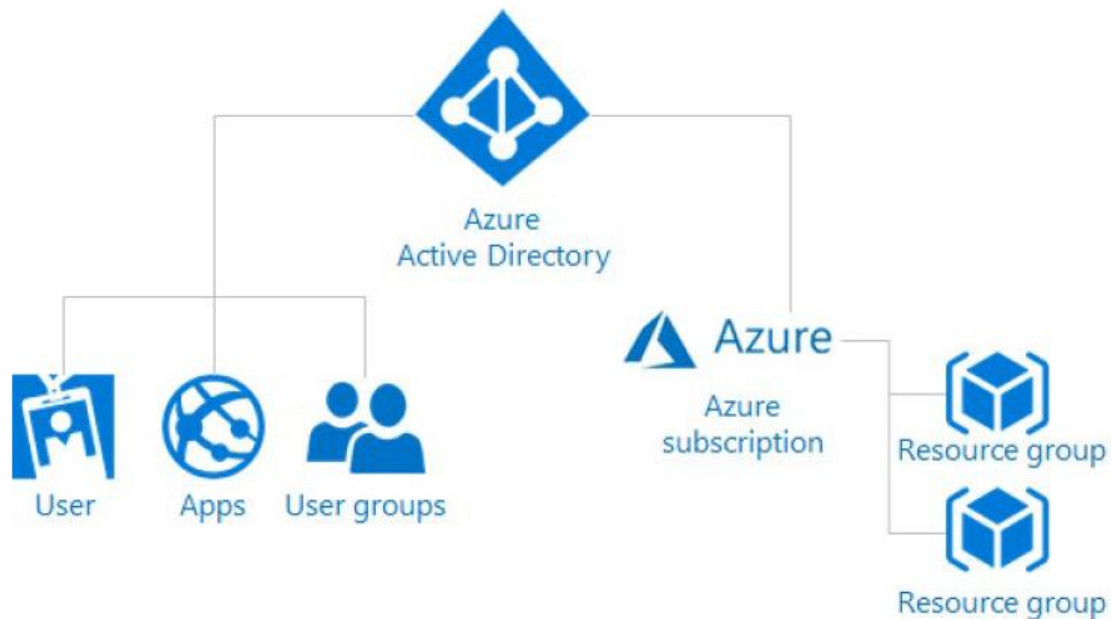 Azure
Active Directory
Azure
Azure
subscription
Resource group
User
Apps
User groups
Resource group